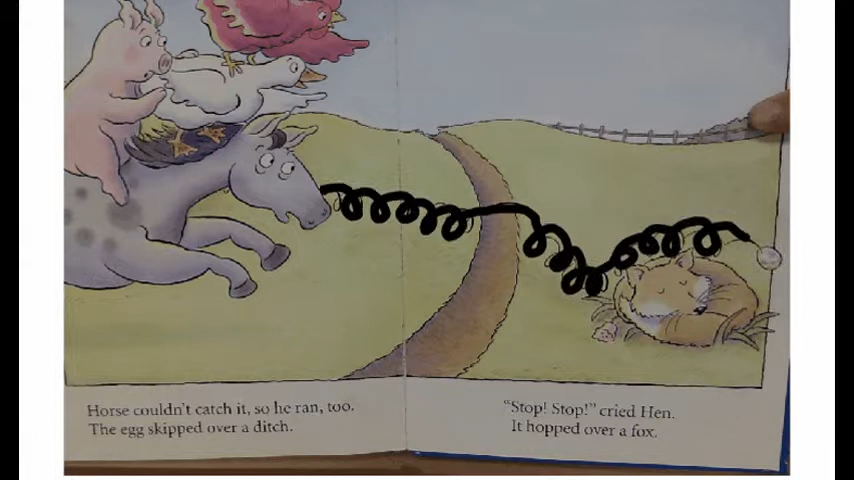 Horse couldn't catch it, so he ran, too.
The egg skipped over a ditch.
"Stop! Stop!" cried Hen.
It hopped over a fox.